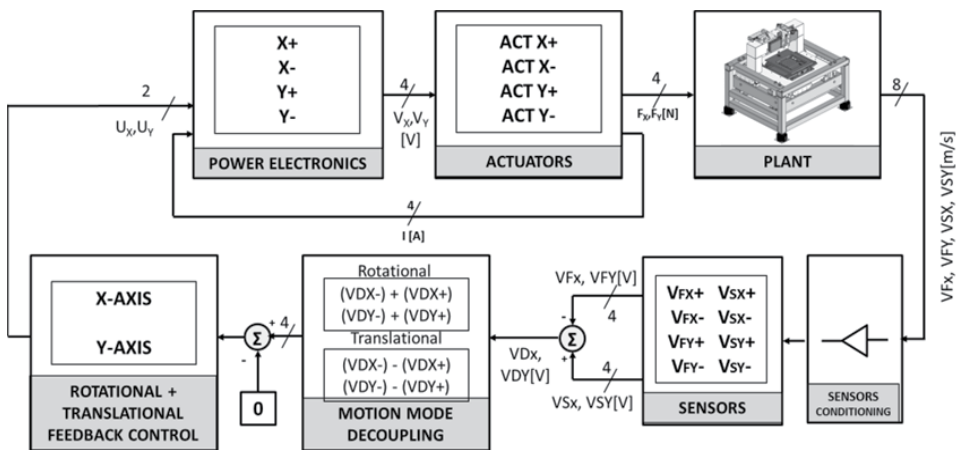 X+
X-
Y+
Y-
POWER ELECTRONICS
2
UX,UY
4
VX,VY
[V]
ACT X+
ACT X-
ACT Y+
ACT Y-
ACTUATORS
4
FX,FY[N]
PLANT
8
VFx, VFY, VSX, VSY[m/s]
4
I [A]
X-AXIS
Y-AXIS
ROTATIONAL +
TRANSLATIONAL
FEEDBACK CONTROL
Σ
+
-
4
0
Rotational
(VDX-) + (VDX+)
(VDY-) + (VDY+)
Translational
(VDX-) - (VDX+)
(VDY-) - (VDY+)
MOTION MODE
DECOUPLING
VDx,
VDY[V]
VFx, VFY[V]
4
-
Σ
+
4
VSx, VSY[V]
VFX+ VSX+
VFX- VSX-
VFY+ VSY+
VFY- VSY-
SENSORS
SENSORS
CONDITIONING